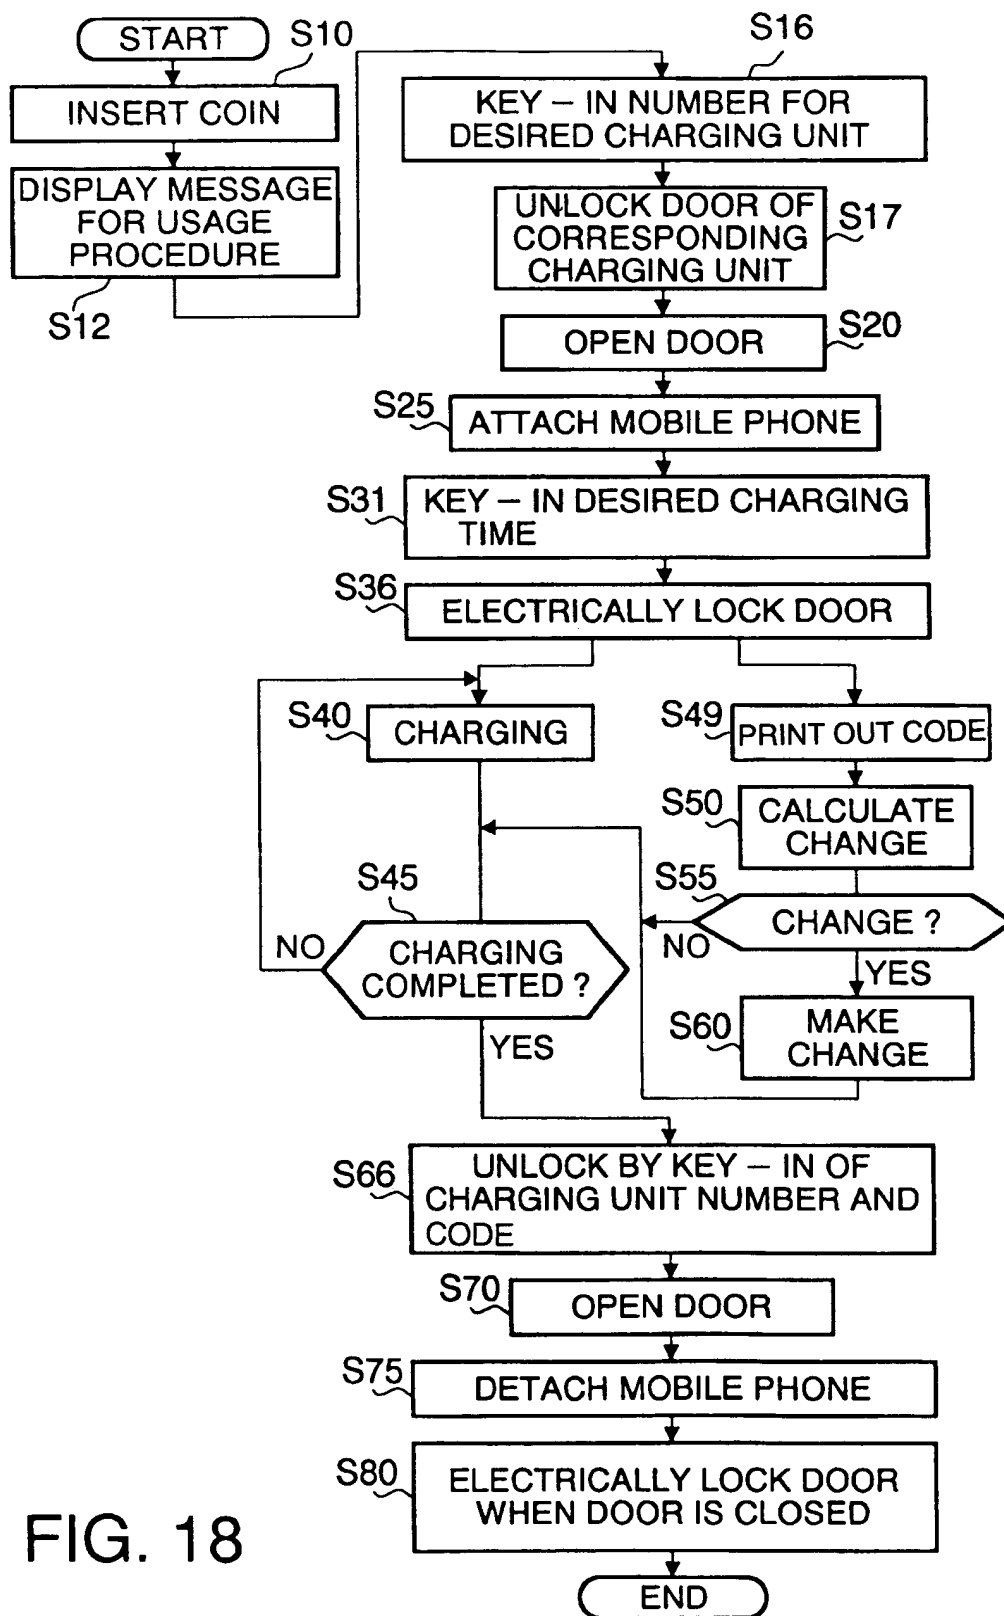 START
S10
INSERT COIN
DISPLAY MESSAGE
FOR USAGE
PROCEDURE
S12
S16
KEY – IN NUMBER FOR
DESIRED CHARGING UNIT
UNLOCK DOOR OF
CORRESPONDING
CHARGING UNIT
S17
OPEN DOOR
S20
S25
ATTACH MOBILE PHONE
S31
KEY – IN DESIRED CHARGING
TIME
S36
ELECTRICALLY LOCK DOOR
S40
CHARGING
S49
PRINT OUT CODE
S50
CALCULATE
CHANGE
S55
CHANGE ?
NO
YES
S60
MAKE
CHANGE
S45
CHARGING
COMPLETED ?
NO
YES
S66
UNLOCK BY KEY – IN OF
CHARGING UNIT NUMBER AND
CODE
S70
OPEN DOOR
S75
DETACH MOBILE PHONE
S80
ELECTRICALLY LOCK DOOR
WHEN DOOR IS CLOSED
END
FIG. 18